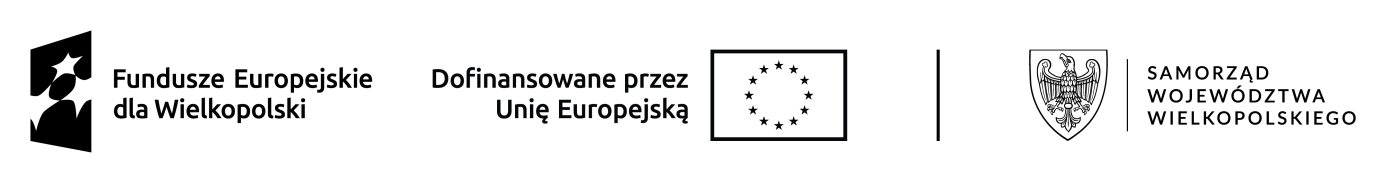 Fundusze Europejskie
dla Wielkopolski
Dofinansowane przez
Unię Europejską
SAMORZĄD
WOJEWÓDZTWA
WIELKOPOLSKIEGO